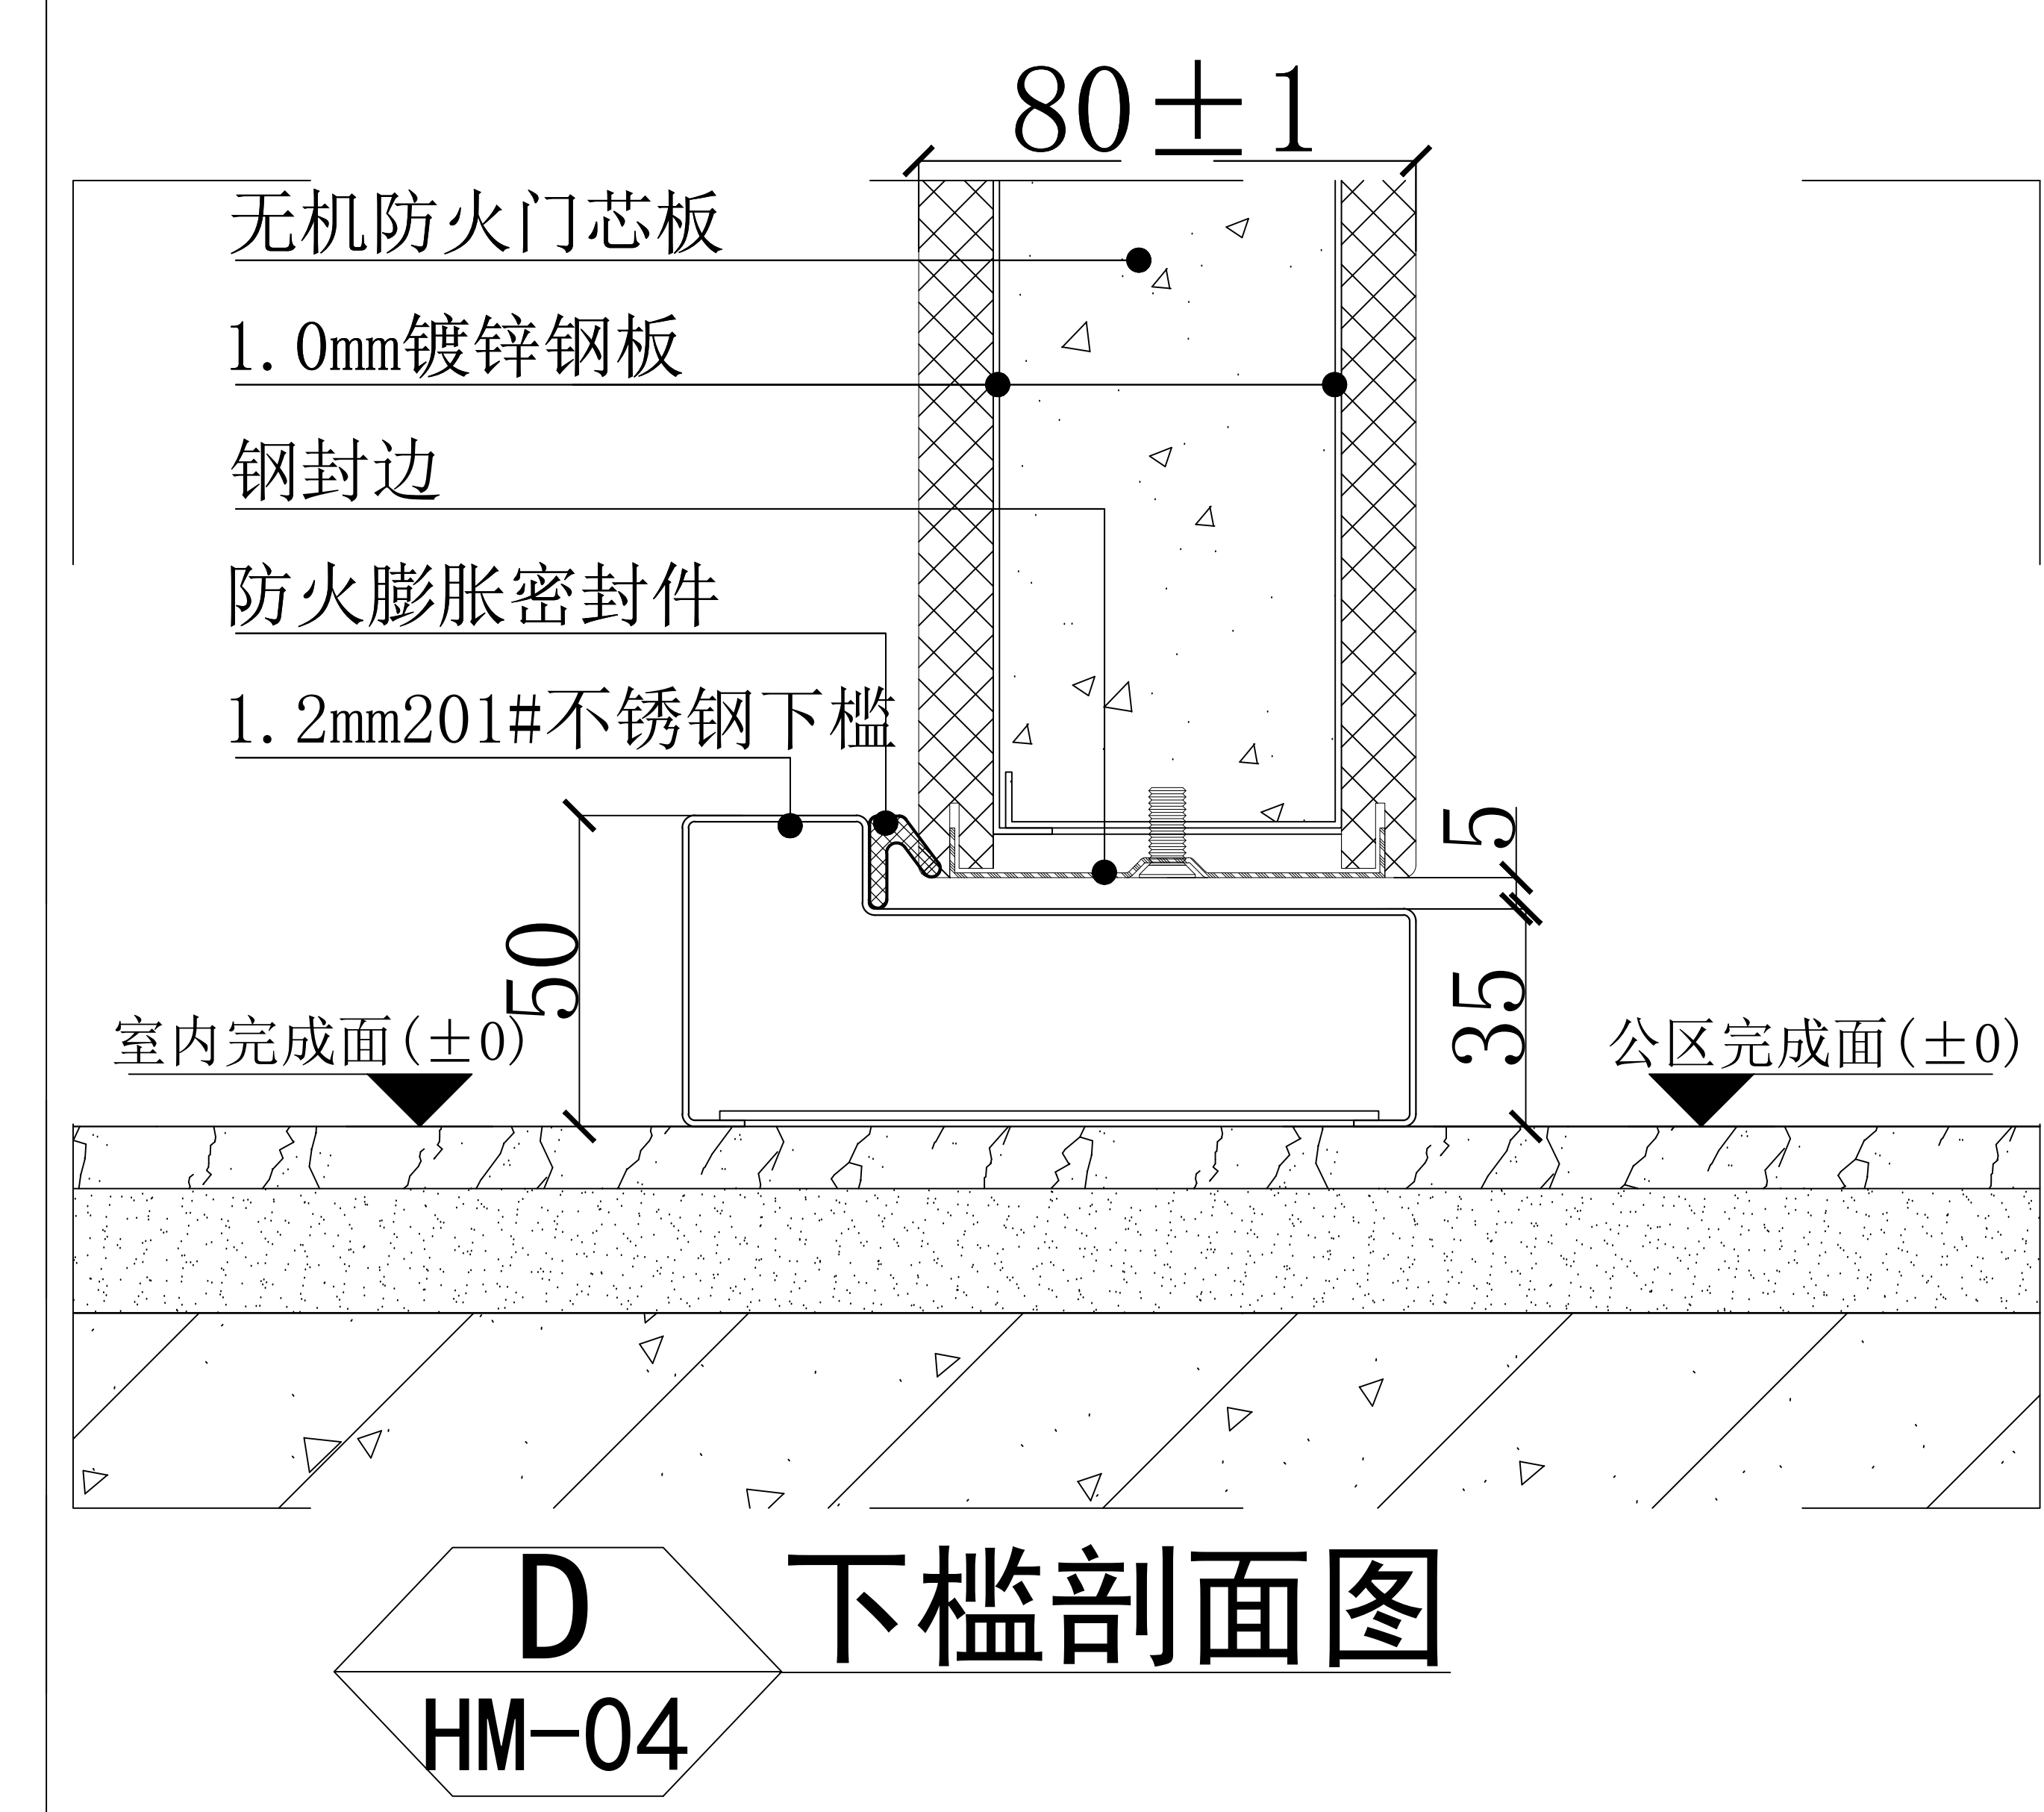 80±1
无机防火门芯板
1.0mm镀锌钢板
钢封边
防火膨胀密封件
1.2mm201#不锈钢下槛
5
50
35
室内完成面(±0)
公区完成面(±0)
D
下槛剖面图
HM-04